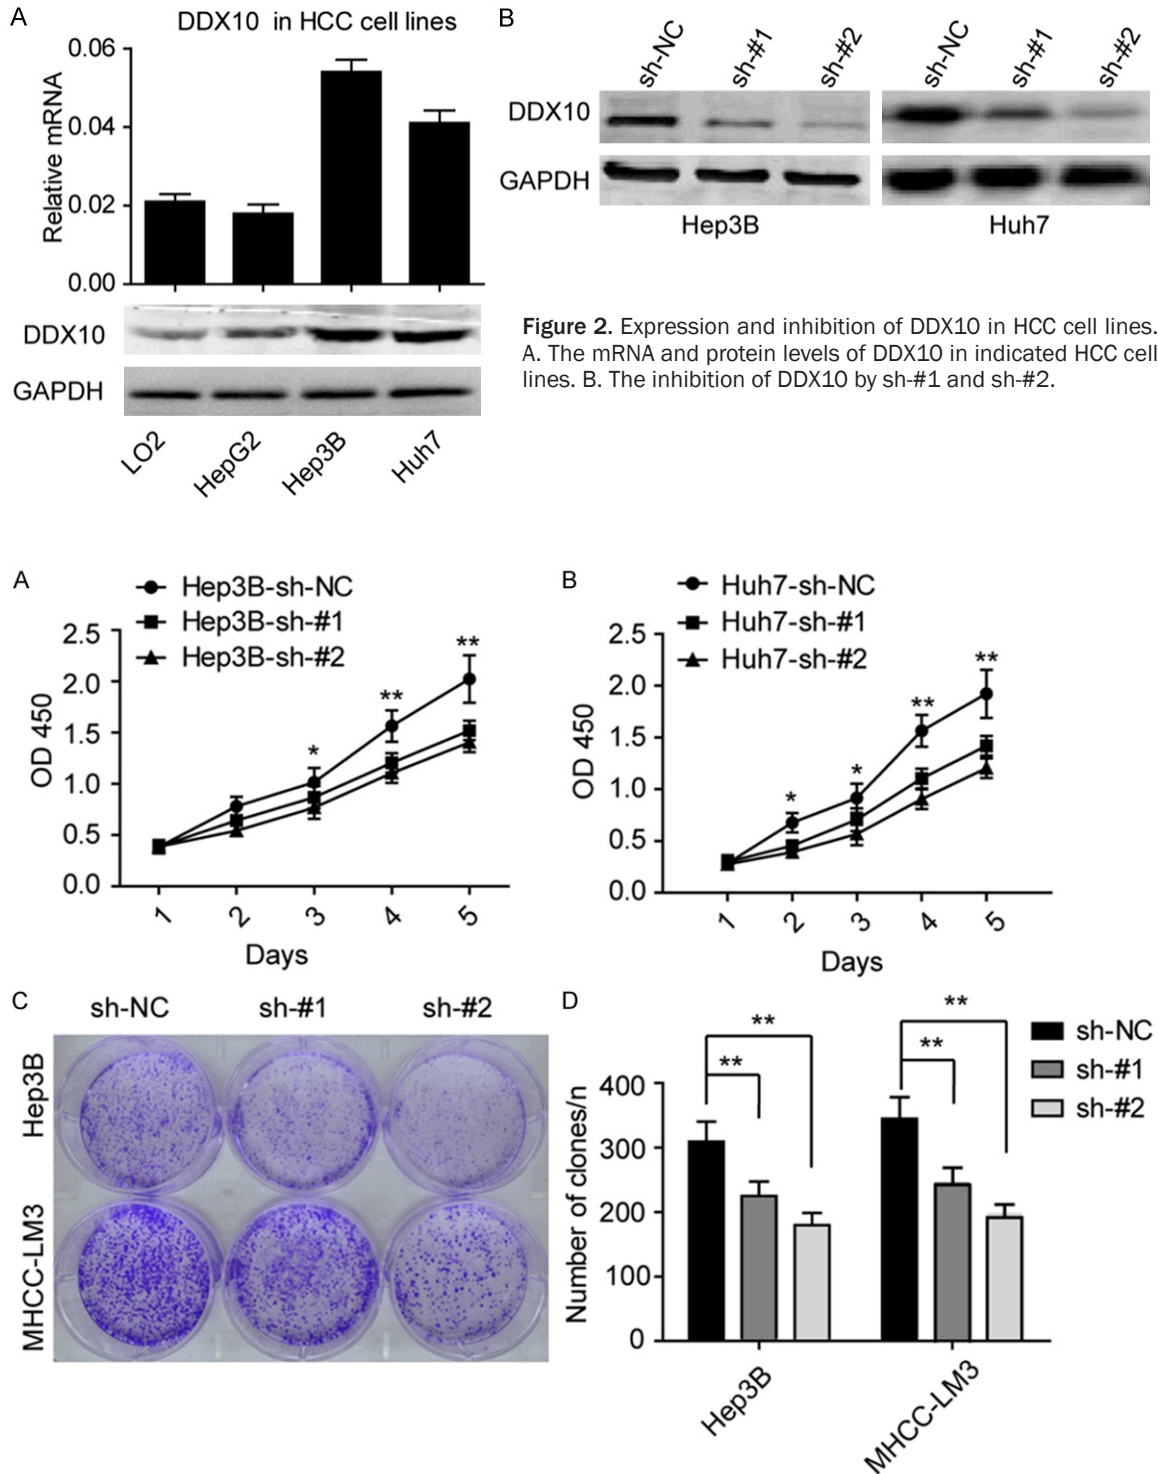 A
DDX10 in HCC cell lines
Relative mRNA
0.06
0.04
0.02
0.00
DDX10
GAPDH
LO2
HepG2
Hep3B
Huh7
B
sh-NC
sh-#1
sh-#2
sh-NC
sh-#1
sh-#2
DDX10
GAPDH
Hep3B
Huh7
Figure 2. Expression and inhibition of DDX10 in HCC cell lines.
A. The mRNA and protein levels of DDX10 in indicated HCC cell
lines. B. The inhibition of DDX10 by sh-#1 and sh-#2.
A
Hep3B-sh-NC
Hep3B-sh-#1
Hep3B-sh-#2
OD 450
2.5
2.0
1.5
1.0
0.5
0.0
*
**
**
1
2
3
4
5
Days
B
Huh7-sh-NC
Huh7-sh-#1
Huh7-sh-#2
OD 450
2.5
2.0
1.5
1.0
0.5
0.0
*
*
**
**
1
2
3
4
5
Days
C
sh-NC
sh-#1
sh-#2
Hep3B
MHCC-LM3
D
Number of clones/n
400
300
200
100
0
**
**
**
**
sh-NC
sh-#1
sh-#2
Hep3B
MHCC-LM3